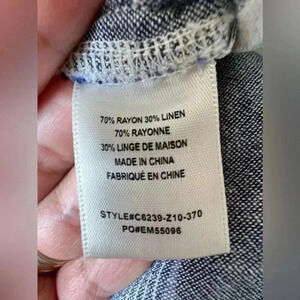 70% RAYON 30% LINEN
70% RAYONNE
30% LINGE DE MAISON
MADE IN CHINA
FABRIQUÉ EN CHINE
STYLE#C6239-Z10-370
PO#EM55096